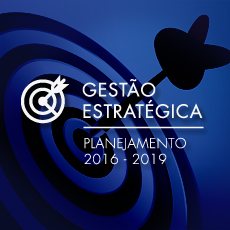 GESTÃO
ESTRATÉGICA
PLANEJAMENTO
2016 - 2019